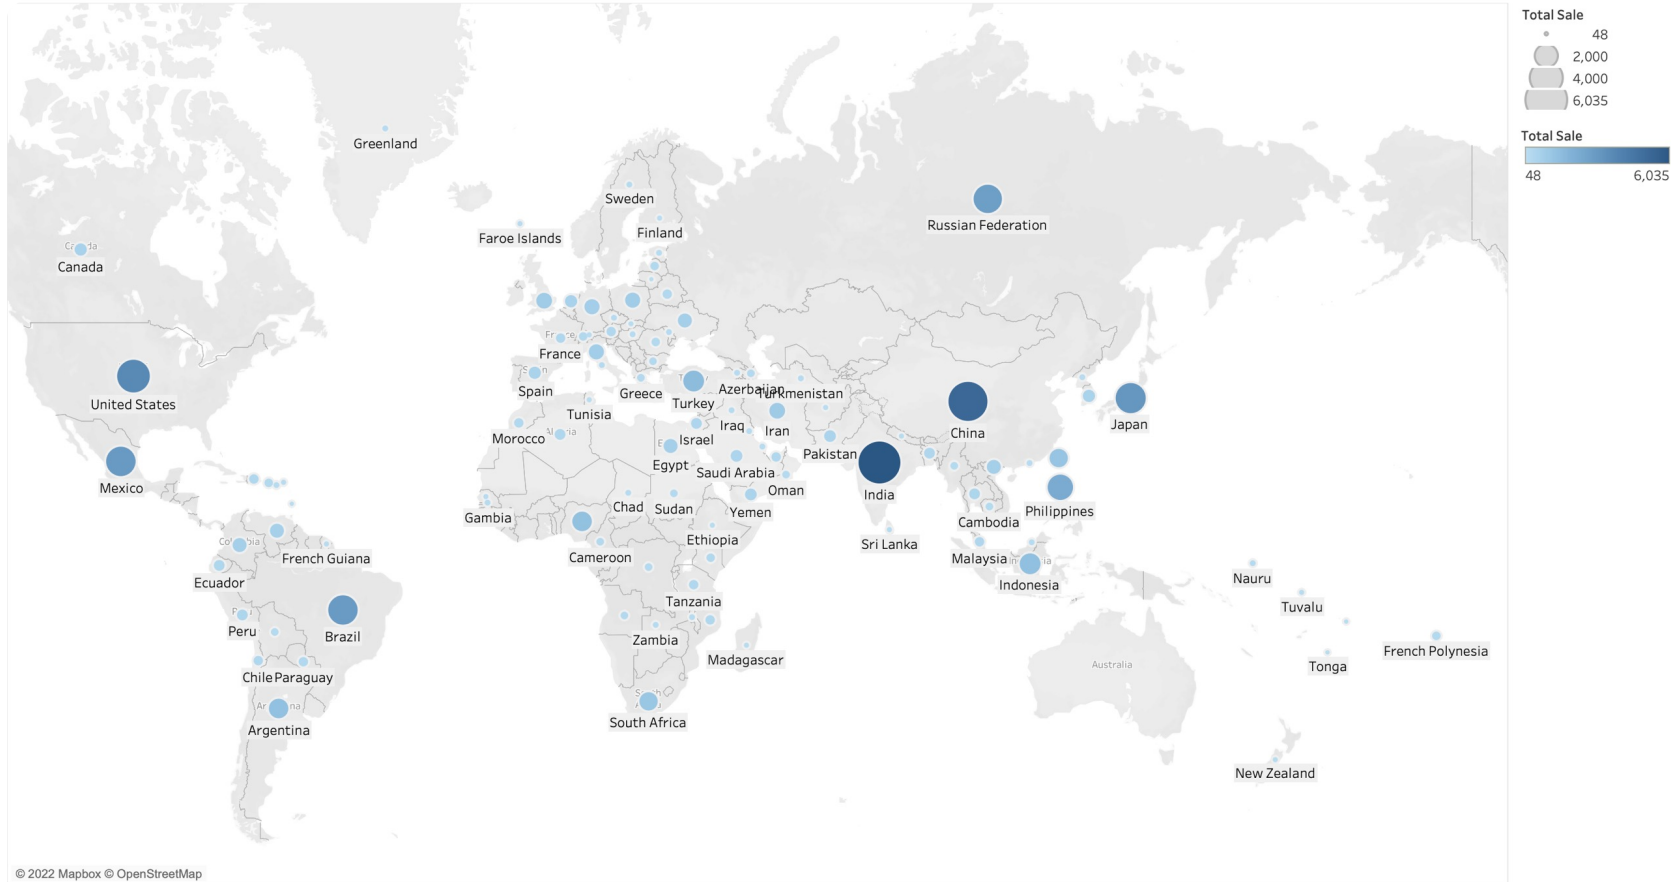 Total Sale
48
2,000
4,000
6,035
Total Sale
48 6,035
Greenland
Sweden
Russian Federation
Faroe Islands
Finland
Canada
France
United States
Spain
Greece
Turkey
Azerbaijan
Turkmenistan
Tunisia
China
Japan
Morocco
Israel
Iraq
Iran
Mexico
Egypt
Saudi Arabia
Pakistan
Oman
India
Gambia
Chad
Sudan
Yemen
Philippines
Cambodia
Ethiopia
Sri Lanka
French Guiana
Cameroon
Malaysia
Ecuador
Indonesia
Nauru
Tanzania
Tuvalu
Peru
Brazil
Zambia
Madagascar
French Polynesia
Australia
Tonga
Chile
Paraguay
South Africa
Argentina
New Zealand
© 2022 Mapbox © OpenStreetMap